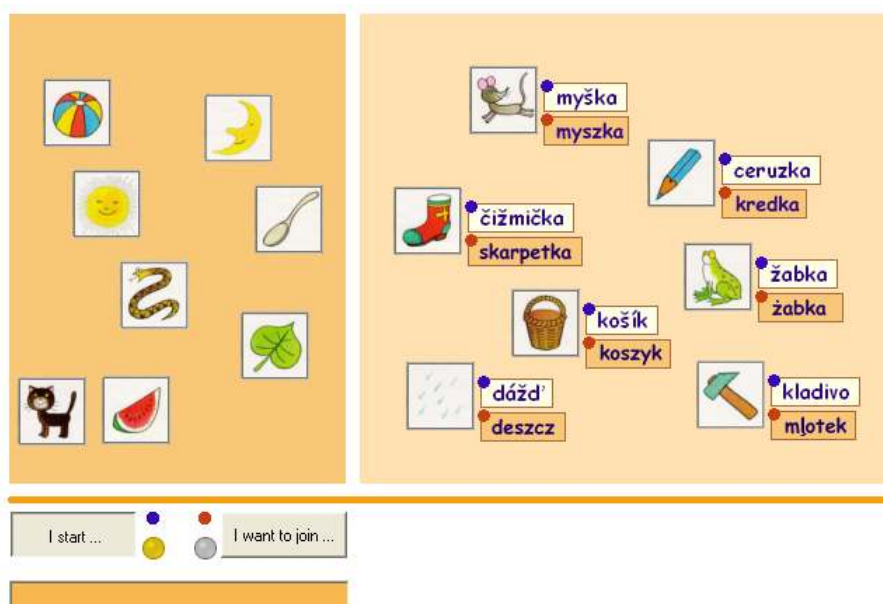 myška
myszka
ceruzka
kredka
čižmička
skarpetka
žabka
żabka
košík
koszyk
dážď
deszcz
kladivo
młotek
I start ...
I want to join ...